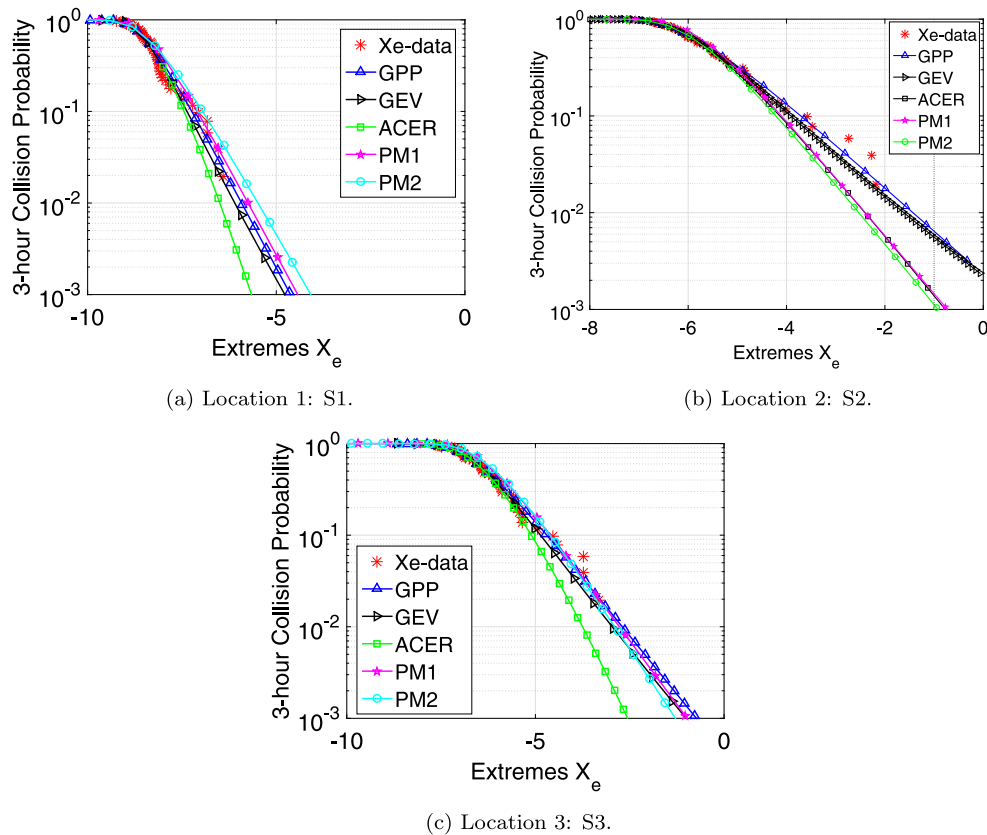 3-hour Collision Probability
10^0
10^-1
10^-2
10^-3
Xe-data
GPP
GEV
ACER
PM1
PM2
-10
-5
0
Extremes X_e
(a) Location 1: S1.
3-hour Collision Probability
10^0
10^-1
10^-2
10^-3
Xe-data
GPP
GEV
ACER
PM1
PM2
-8
-6
-4
-2
0
Extremes X_e
(b) Location 2: S2.
3-hour Collision Probability
10^0
10^-1
10^-2
10^-3
Xe-data
GPP
GEV
ACER
PM1
PM2
-10
-5
0
Extremes X_e
(c) Location 3: S3.